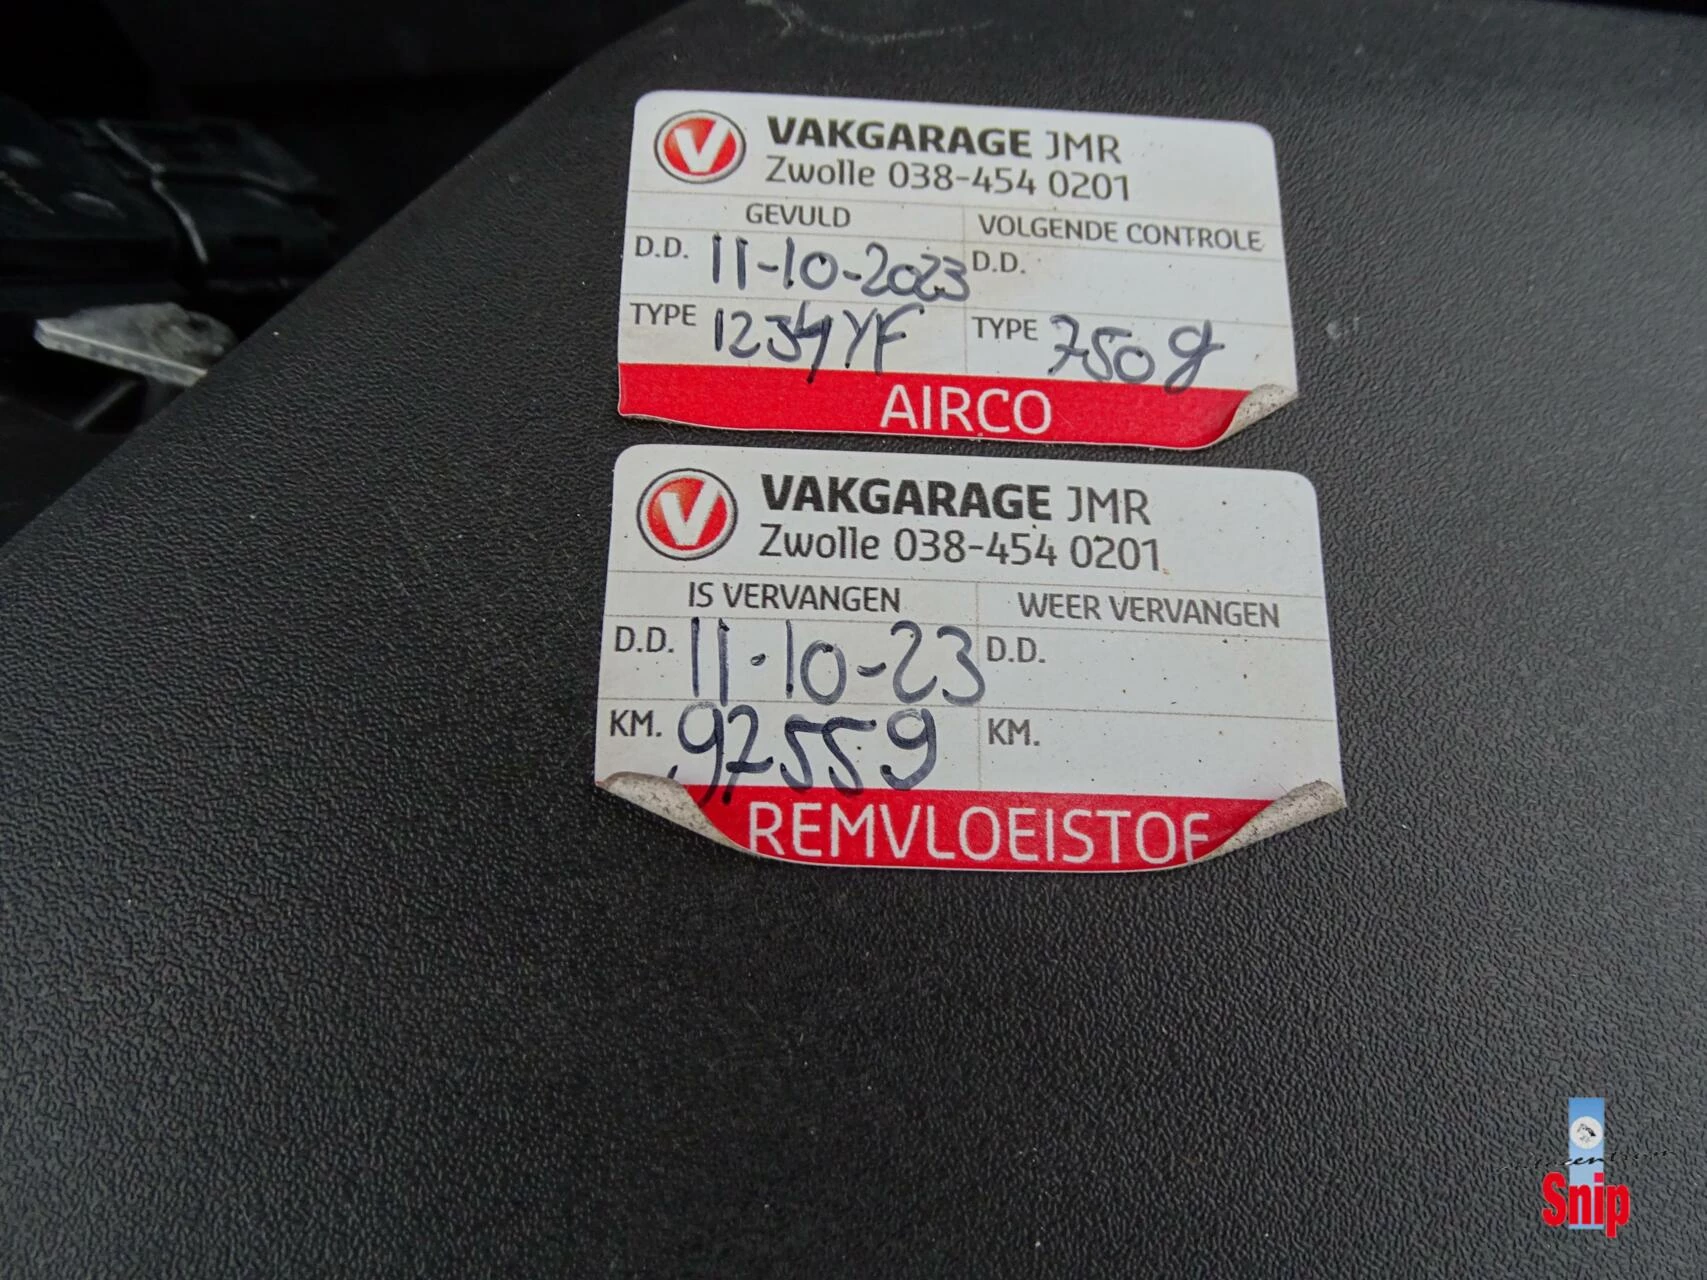 VAKGARAGE JMR
Zwolle 038-454 0201
GEVULD VOLGENDE CONTROLE
D.D. 11-10-2023 D.D.
TYPE 1234YF TYPE 750g
AIRCO
VAKGARAGE JMR
Zwolle 038-454 0201
IS VERVANGEN WEER VERVANGEN
D.D. 11-10-23 D.D.
KM. 97559 KM.
REMVLOEISTOF
Snip